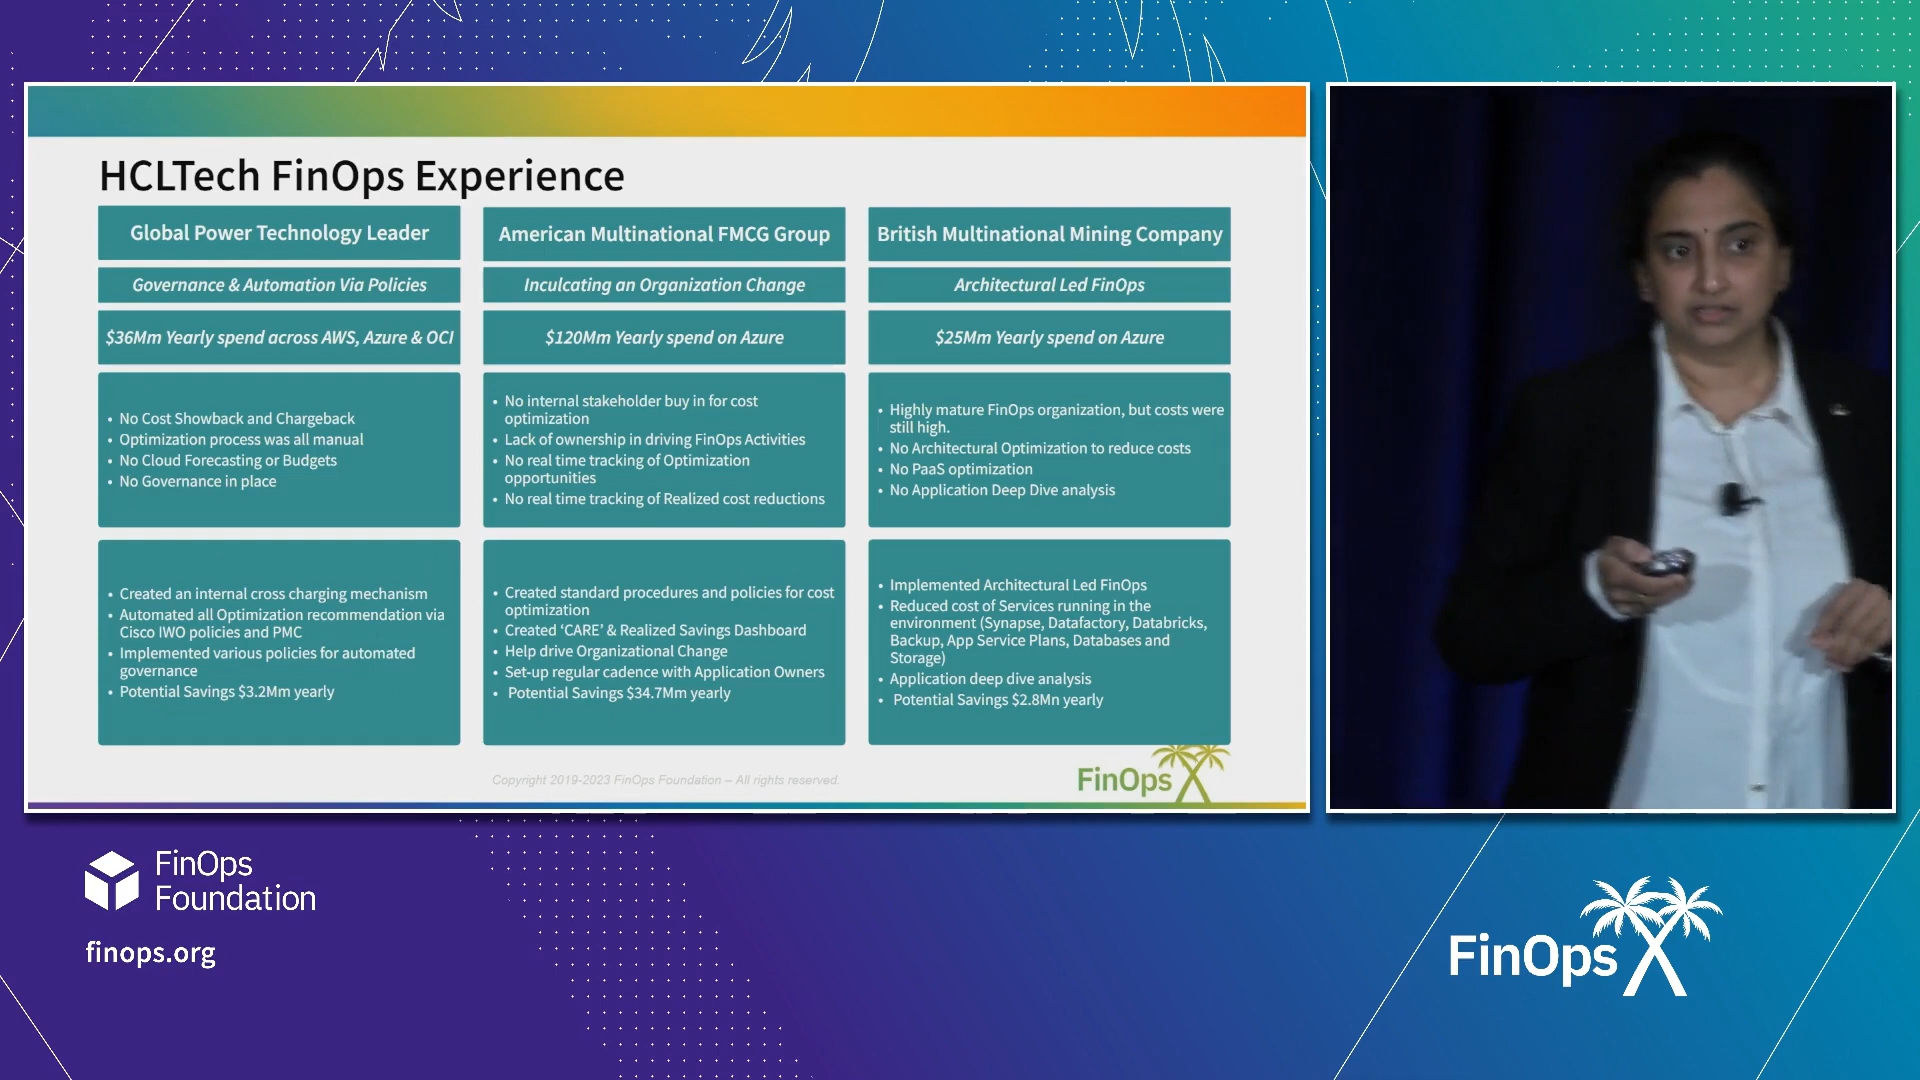 HCLTech FinOps Experience
Global Power Technology Leader
Governance & Automation Via Policies
$36Mm Yearly spend across AWS, Azure & OCI
• No Cost Showback and Chargeback
• Optimization process was all manual
• No Cloud Forecasting or Budgets
• No Governance in place
• Created an internal cross charging mechanism
• Automated all Optimization recommendation via
Cisco IWO policies and PMC
• Implemented various policies for automated
governance
• Potential Savings $3.2Mm yearly
American Multinational FMCG Group
Inculcating an Organization Change
$120Mm Yearly spend on Azure
• No internal stakeholder buy in for cost
optimization
• Lack of ownership in driving FinOps Activities
• No real time tracking of Optimization
opportunities
• No real time tracking of Realized cost reductions
• Created standard procedures and policies for cost
optimization
• Created ‘CARE’ & Realized Savings Dashboard
• Help drive Organizational Change
• Set-up regular cadence with Application Owners
• Potential Savings $34.7Mm yearly
British Multinational Mining Company
Architectural Led FinOps
$25Mm Yearly spend on Azure
• Highly mature FinOps organization, but costs were
still high.
• No Architectural Optimization to reduce costs
• No PaaS optimization
• No Application Deep Dive analysis
• Implemented Architectural Led FinOps
• Reduced cost of Services running in the
environment (Synapse, Datafactory, Databricks,
Backup, App Service Plans, Databases and
Storage)
• Application deep dive analysis
• Potential Savings $2.8Mn yearly
Copyright 2019-2023 FinOps Foundation – All rights reserved.
FinOps X
FinOps
Foundation
finops.org
FinOps X